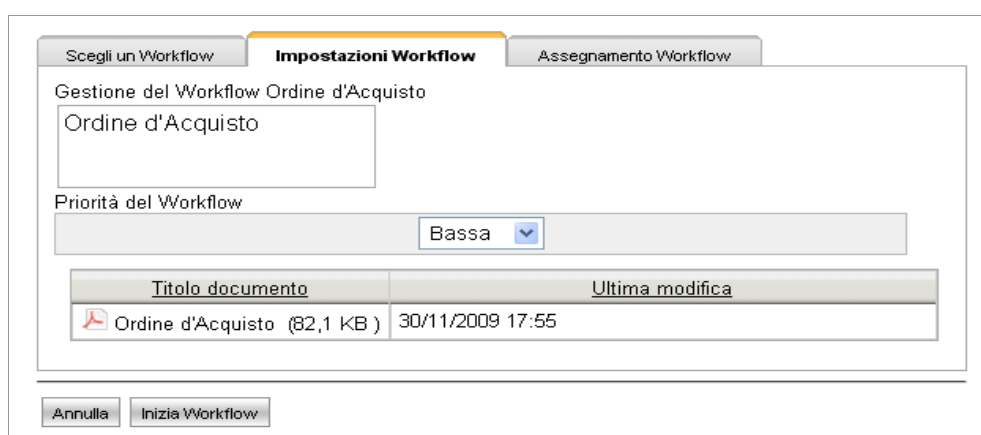 Scegli un Workflow Impostazioni Workflow Assegnamento Workflow
Gestione del Workflow Ordine d'Acquisto
Ordine d'Acquisto
Priorità del Workflow
Bassa
Titolo documento Ultima modifica
Ordine d'Acquisto (82,1 KB ) 30/11/2009 17:55
Annulla Inizia Workflow